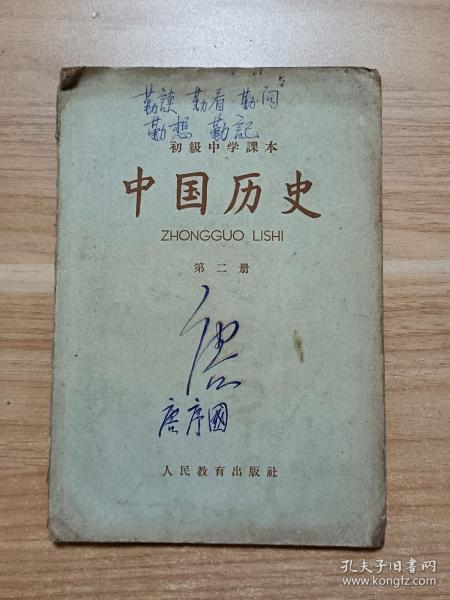 勤读 勤看 勤问
勤想 勤記
初級中学課本
中国历史
ZHONGGUO LISHI
第二册
唐序國
人民教育出版社
孔夫子旧书网
www.kongfz.com